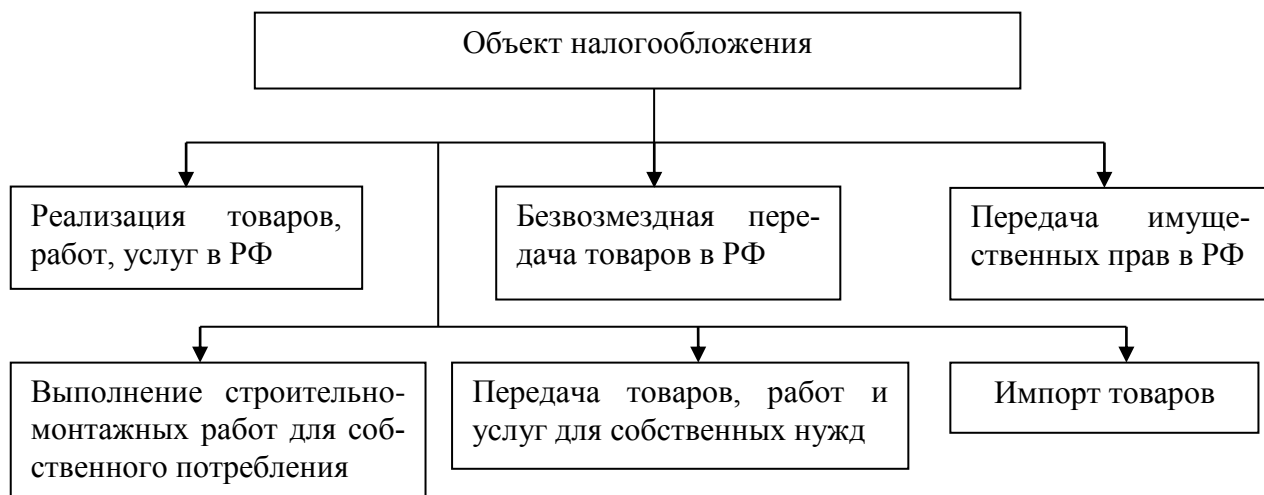 Объект налогообложения
Реализация товаров,
работ, услуг в РФ
Безвозмездная пере-
дача товаров в РФ
Передача имуще-
ственных прав в РФ
Выполнение строительно-
монтажных работ для соб-
ственного потребления
Передача товаров, работ и
услуг для собственных нужд
Импорт товаров